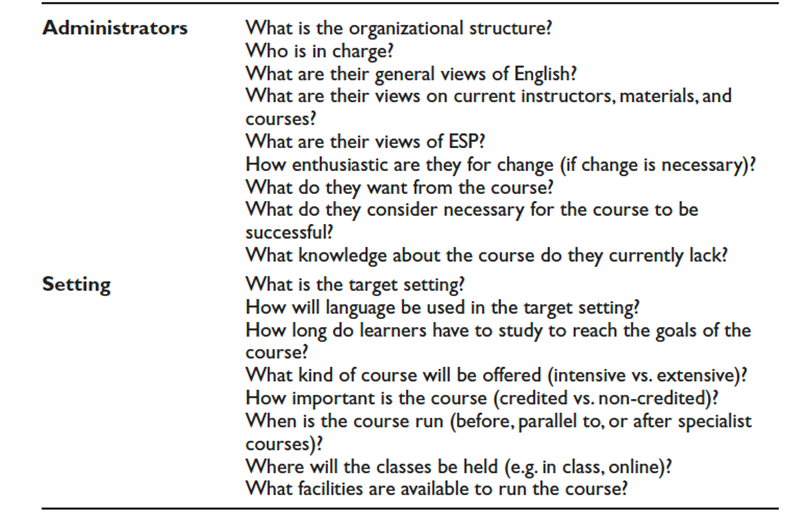 Administrators What is the organizational structure?
Who is in charge?
What are their general views of English?
What are their views on current instructors, materials, and
courses?
What are their views of ESP?
How enthusiastic are they for change (if change is necessary)?
What do they want from the course?
What do they consider necessary for the course to be
successful?
What knowledge about the course do they currently lack?
Setting What is the target setting?
How will language be used in the target setting?
How long do learners have to study to reach the goals of the
course?
What kind of course will be offered (intensive vs. extensive)?
How important is the course (credited vs. non-credited)?
When is the course run (before, parallel to, or after specialist
courses)?
Where will the classes be held (e.g. in class, online)?
What facilities are available to run the course?